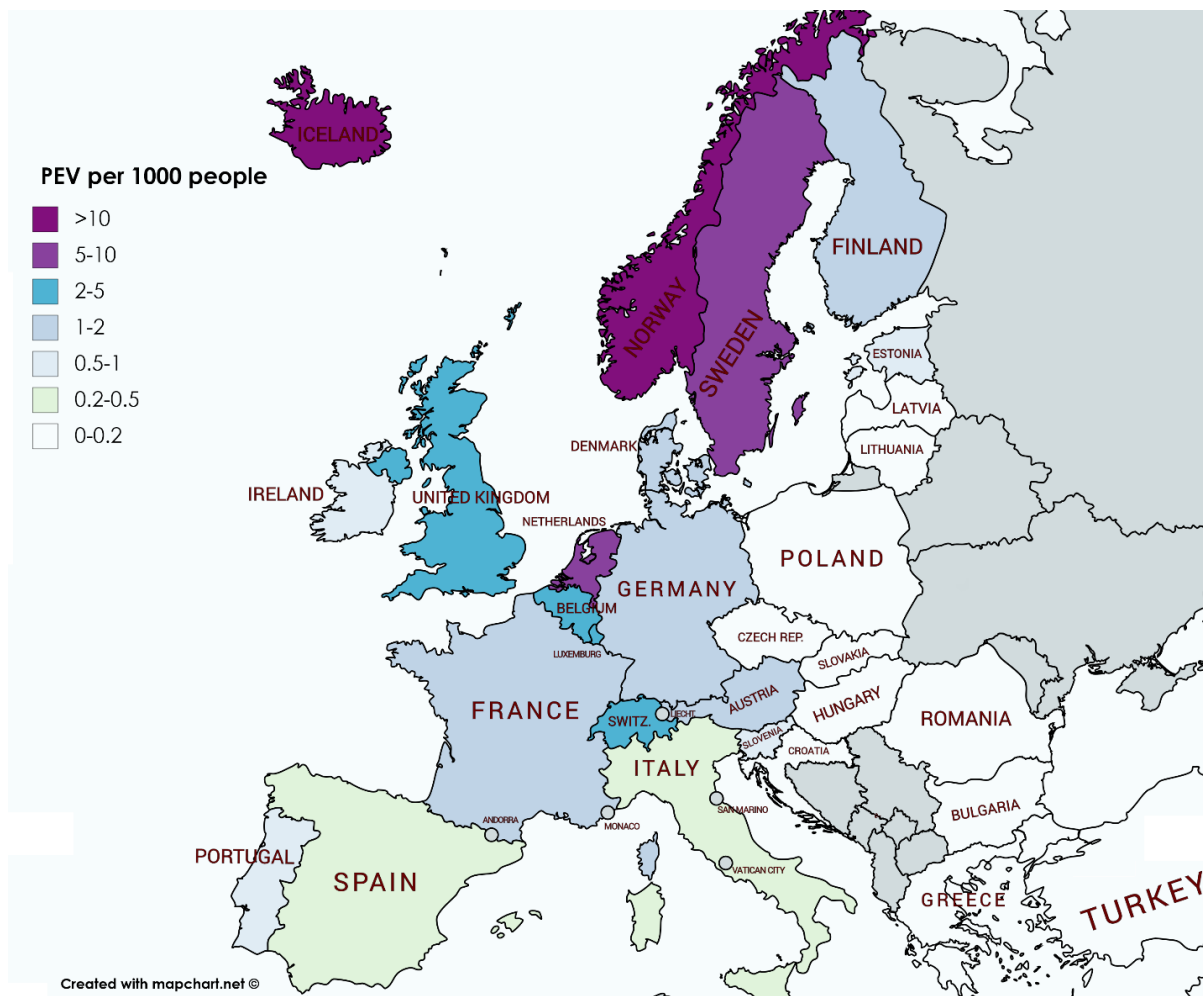 ICELAND
PEV per 1000 people
>10
5-10
2-5
1-2
0.5-1
0.2-0.5
0-0.2
FINLAND
NORWAY
SWEDEN
ESTONIA
LATVIA
LITHUANIA
DENMARK
IRELAND
UNITED KINGDOM
NETHERLANDS
POLAND
GERMANY
BELGIUM
CZECH REP.
LUXEMBURG
SLOVAKIA
AUSTRIA
HUNGARY
FRANCE
SWITZ.
LIECHT.
ROMANIA
SLOVENIA
CROATIA
ITALY
SAN MARINO
BULGARIA
ANDORRA
MONACO
PORTUGAL
SPAIN
VATICAN CITY
GREECE
TURKEY
Created with mapchart.net ©